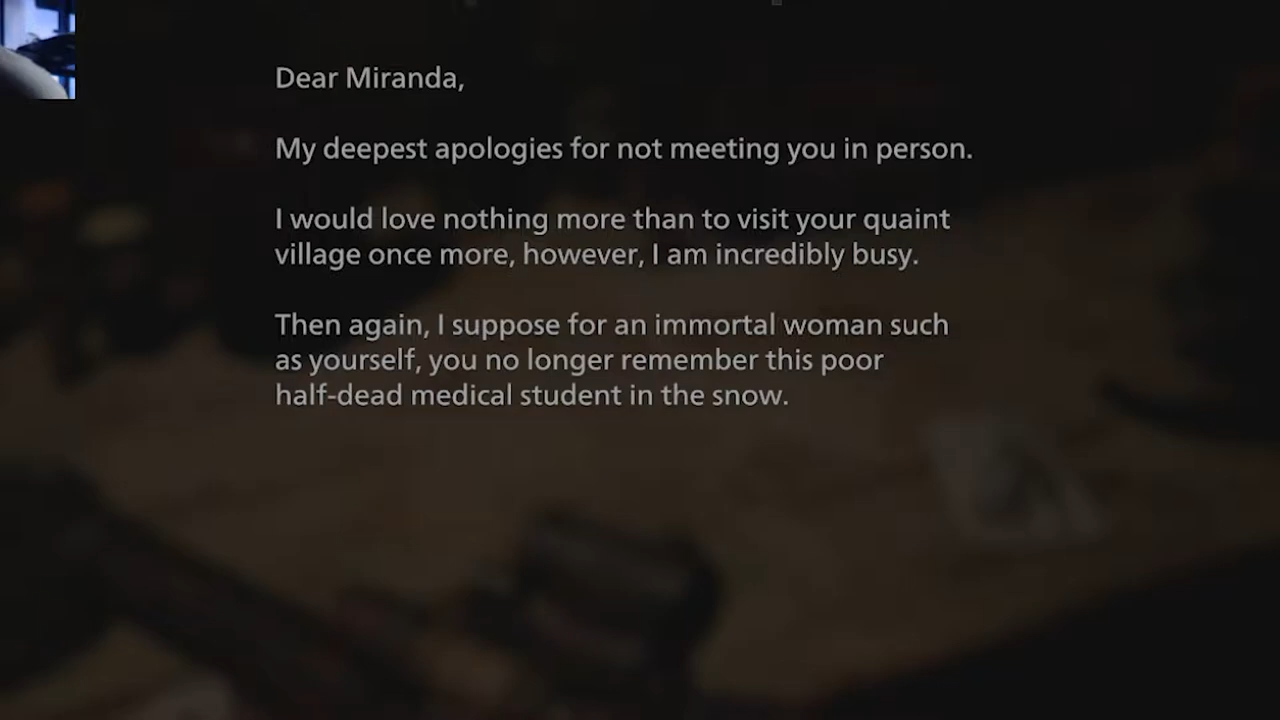 Dear Miranda,
My deepest apologies for not meeting you in person.
I would love nothing more than to visit your quaint
village once more, however, I am incredibly busy.
Then again, I suppose for an immortal woman such
as yourself, you no longer remember this poor
half-dead medical student in the snow.